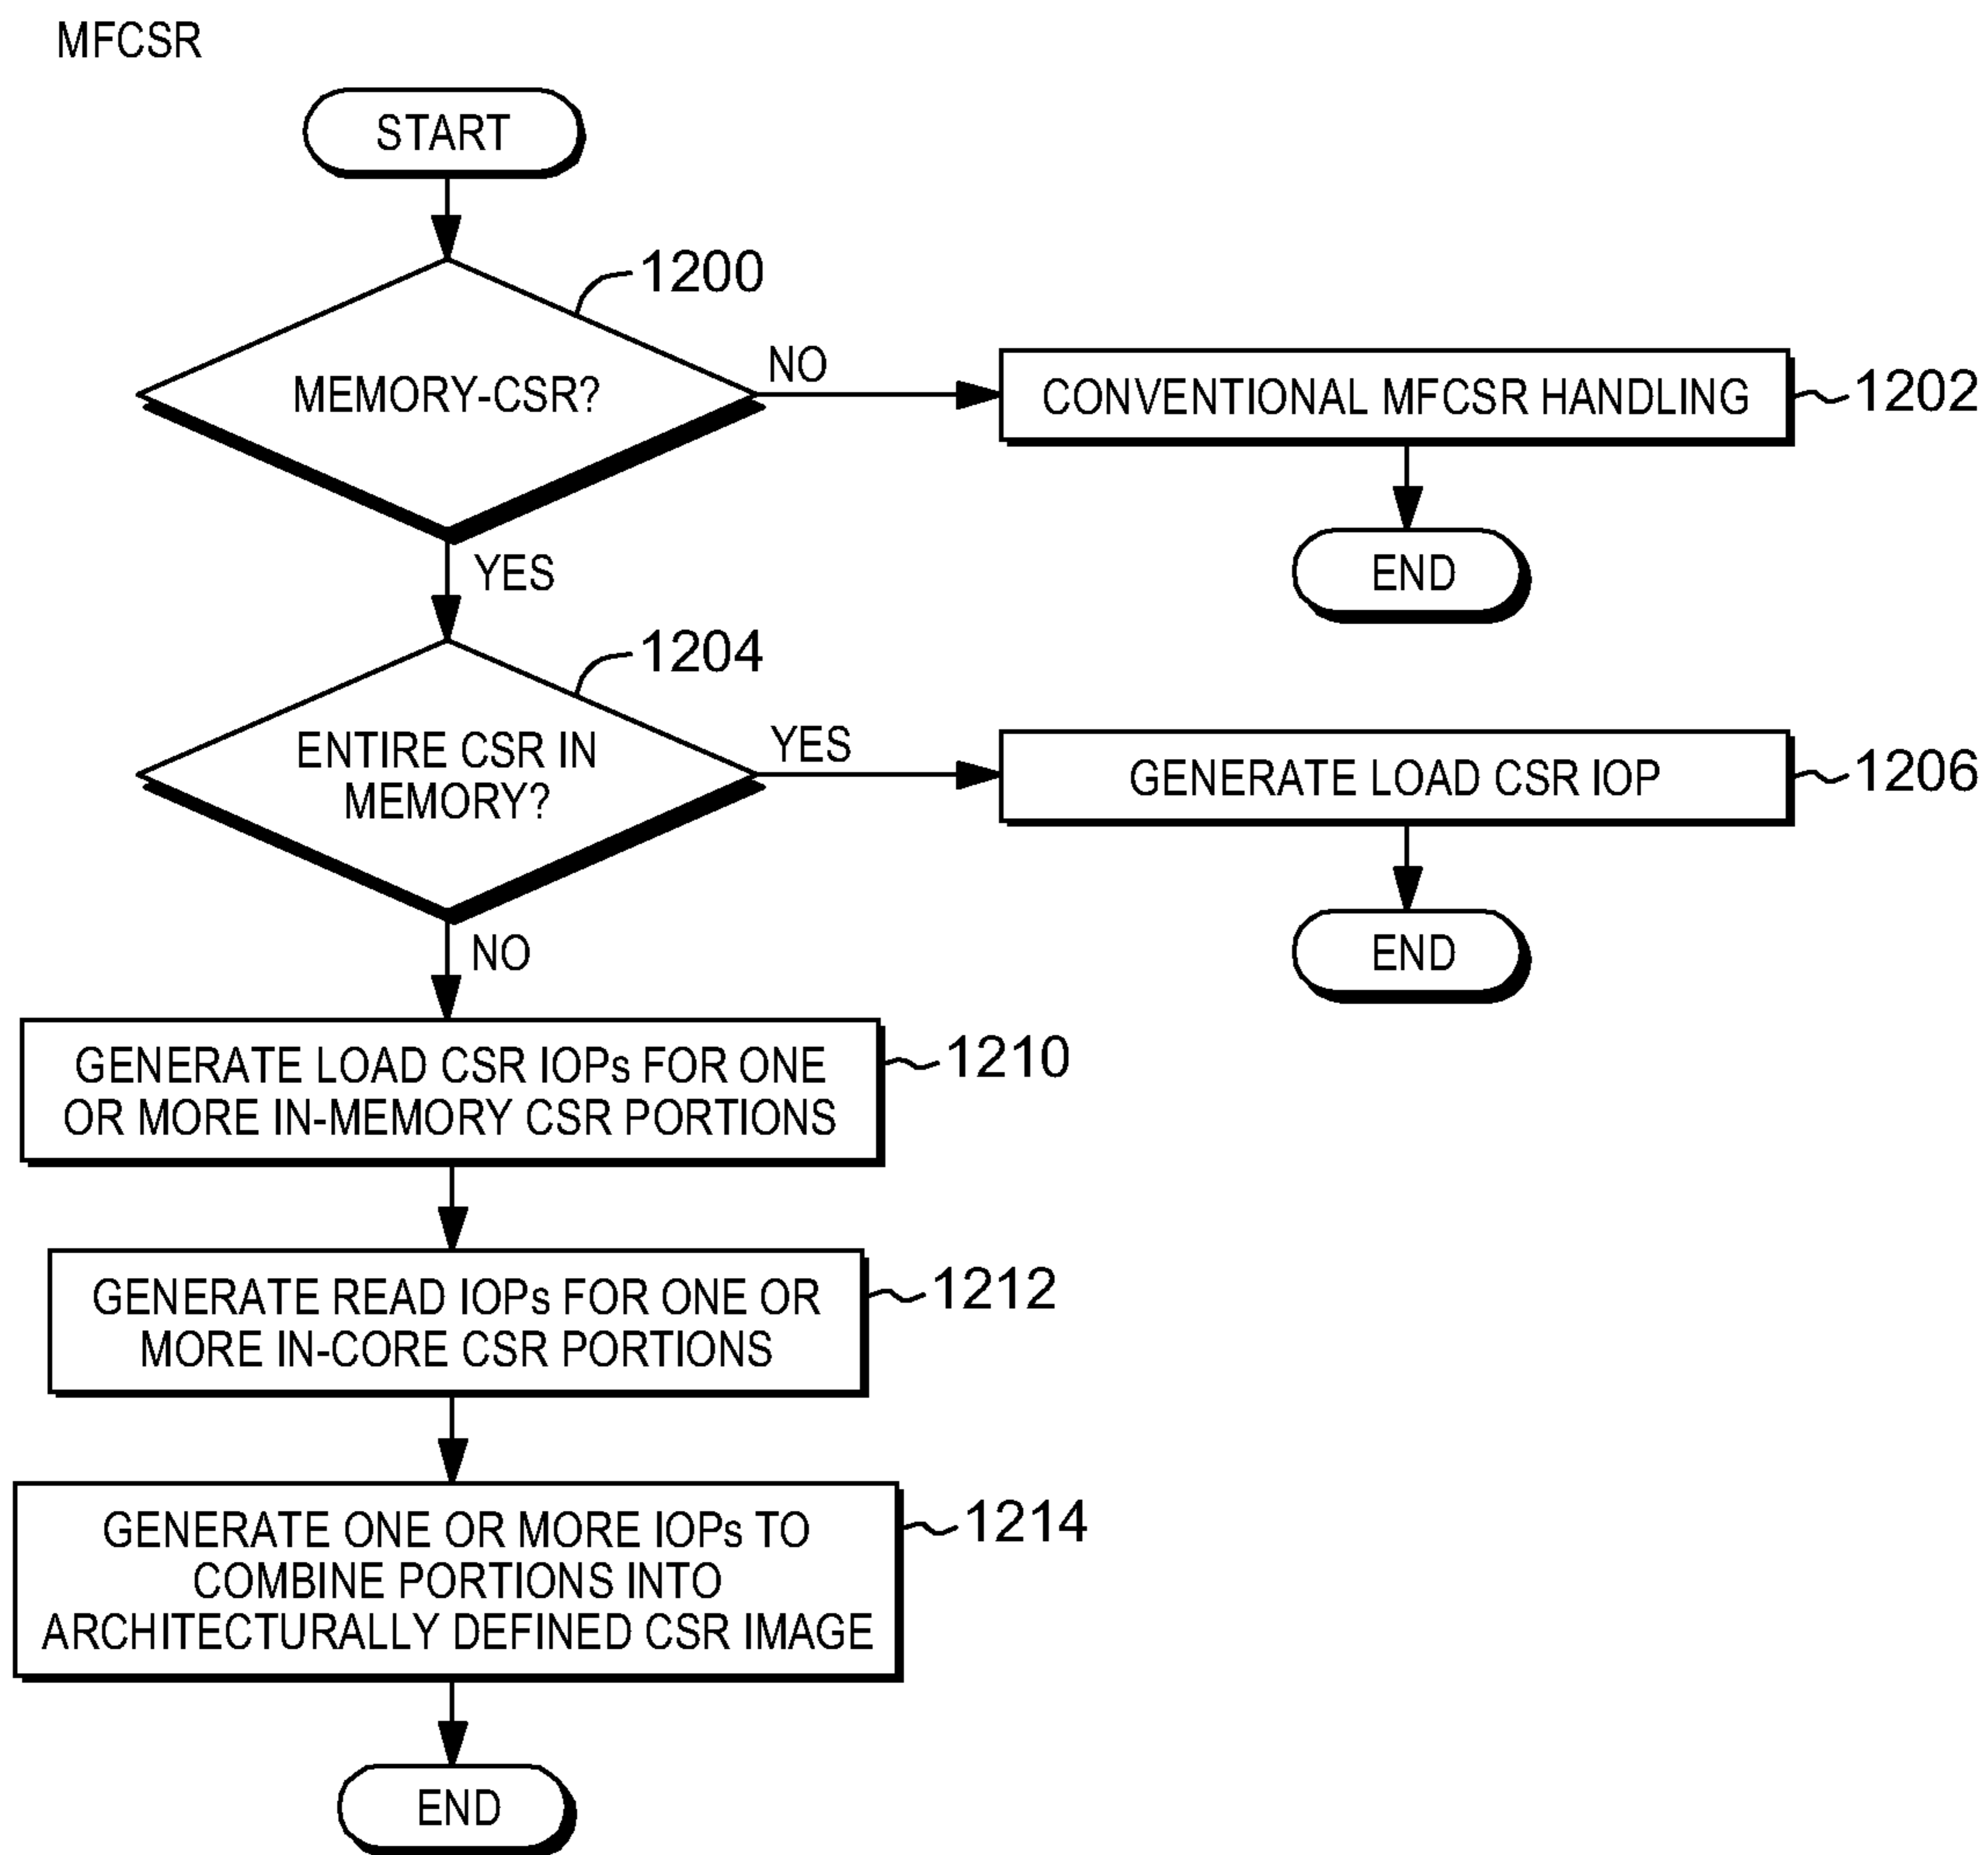 MFCSR
START
1200
MEMORY-CSR?
NO
CONVENTIONAL MFCSR HANDLING
1202
END
YES
1204
ENTIRE CSR IN
MEMORY?
YES
GENERATE LOAD CSR IOP
1206
END
NO
GENERATE LOAD CSR IOPs FOR ONE
OR MORE IN-MEMORY CSR PORTIONS
1210
GENERATE READ IOPs FOR ONE OR
MORE IN-CORE CSR PORTIONS
1212
GENERATE ONE OR MORE IOPs TO
COMBINE PORTIONS INTO
ARCHITECTURALLY DEFINED CSR IMAGE
1214
END